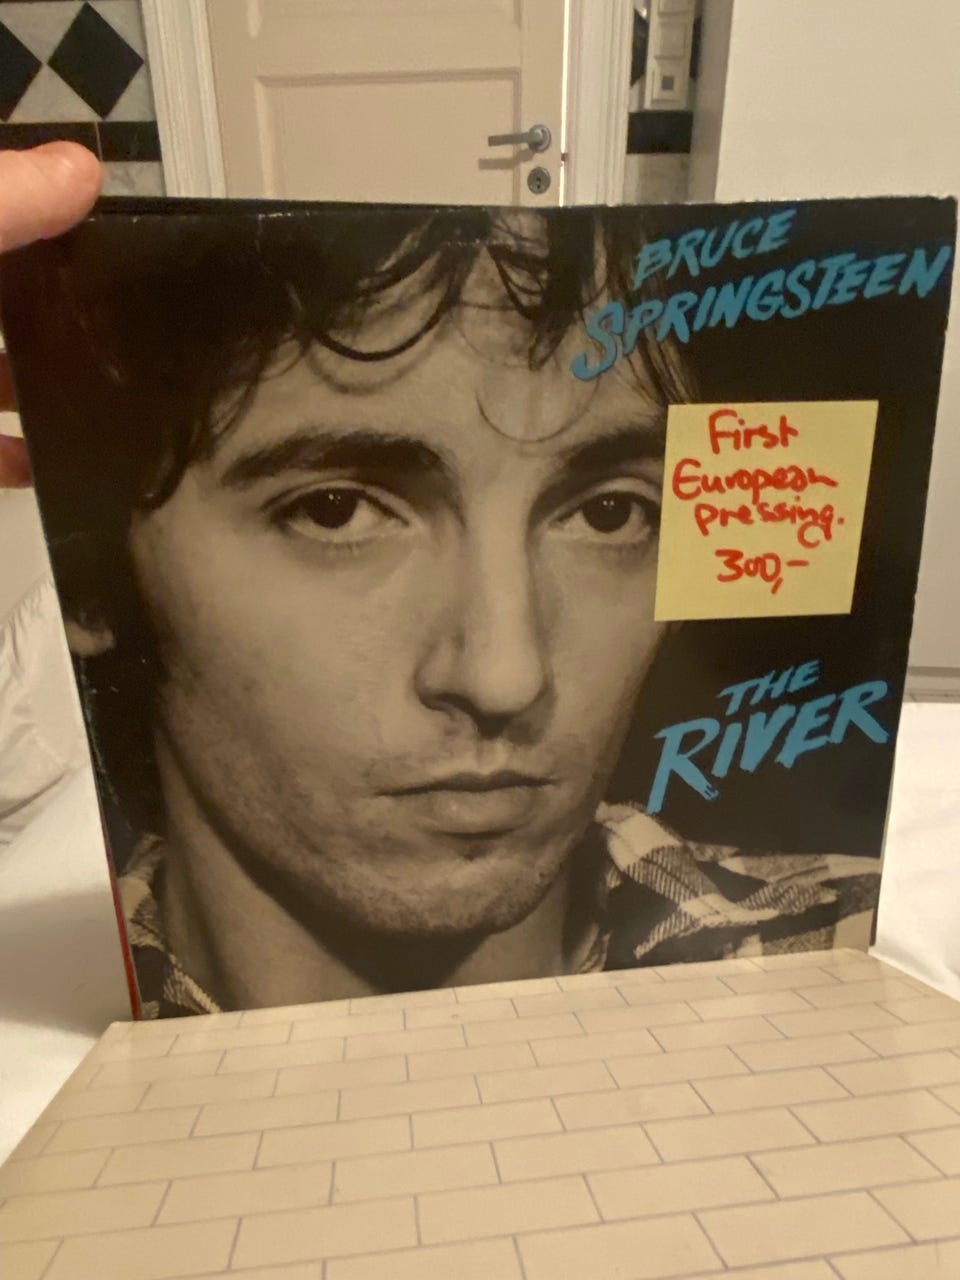 BRUCE
SPRINGSTEEN
First
European
pressing.
300,-
THE
RIVER